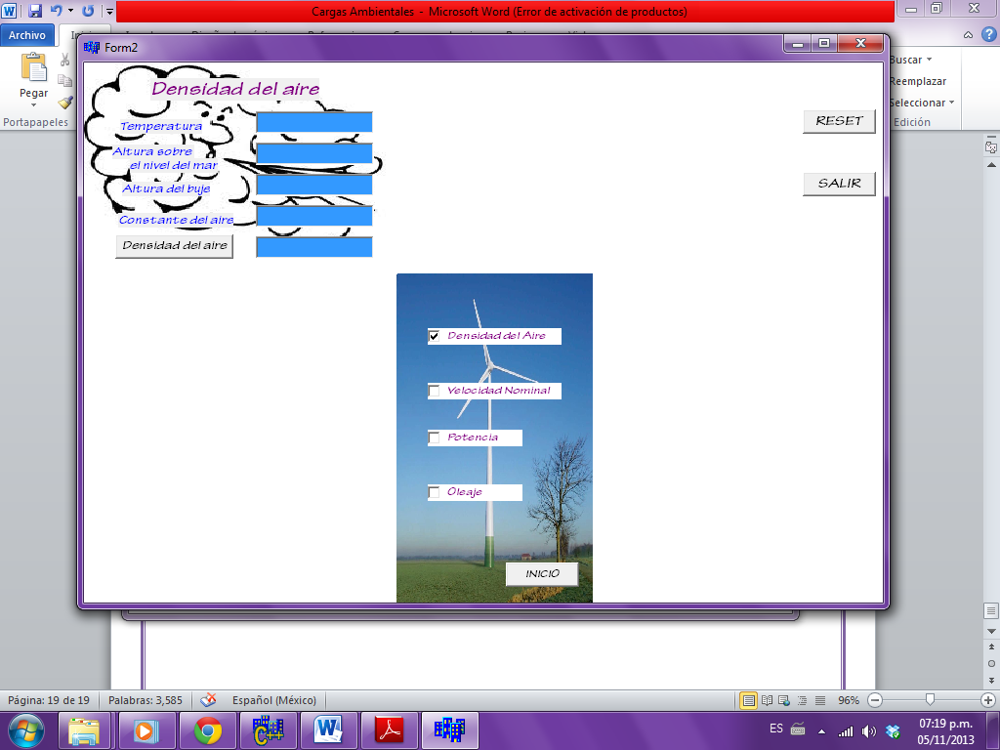 Cargas Ambientales - Microsoft Word (Error de activación de productos)
Archivo
Form2
Pegar
Portapapeles
Buscar
Reemplazar
Seleccionar
Edición
Densidad del aire
Temperatura
Altura sobre
el nivel del mar
Altura del buje
Constante del aire
Densidad del aire
RESET
SALIR
Densidad del Aire
Velocidad Nominal
Potencia
Oleaje
INICIO
Página: 19 de 19
Palabras: 3,585
Español (México)
96%
ES
07:19 p.m.
05/11/2013